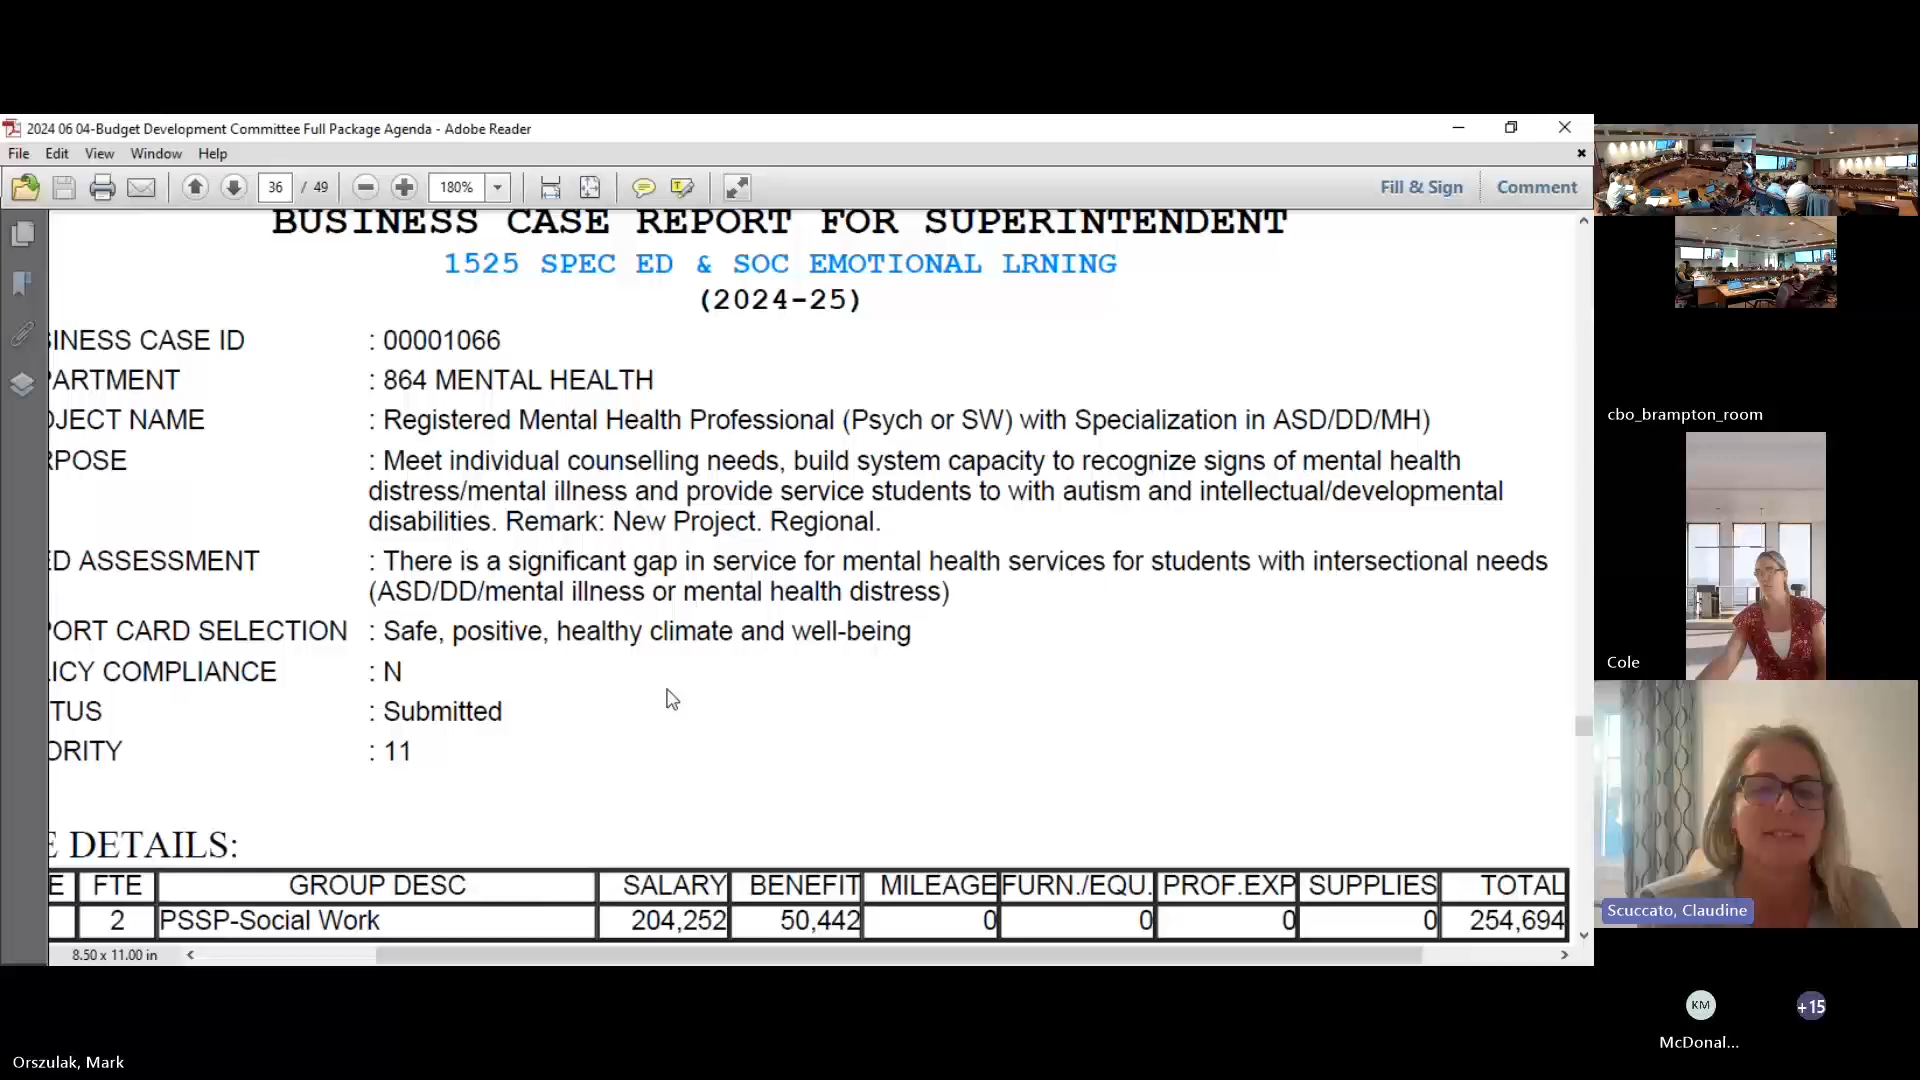 2024 06 04-Budget Development Committee Full Package Agenda - Adobe Reader
File Edit View Window Help
36 / 49
180%
Fill & Sign
Comment
BUSINESS CASE REPORT FOR SUPERINTENDENT
1525 SPEC ED & SOC EMOTIONAL LRNING
(2024-25)
INESS CASE ID : 00001066
ARTMENT : 864 MENTAL HEALTH
JECT NAME : Registered Mental Health Professional (Psych or SW) with Specialization in ASD/DD/MH)
RPOSE : Meet individual counselling needs, build system capacity to recognize signs of mental health
distress/mental illness and provide service students to with autism and intellectual/developmental
disabilities. Remark: New Project. Regional.
ED ASSESSMENT : There is a significant gap in service for mental health services for students with intersectional needs
(ASD/DD/mental illness or mental health distress)
ORT CARD SELECTION : Safe, positive, healthy climate and well-being
ICY COMPLIANCE : N
TUS : Submitted
ORITY : 11
E DETAILS:
E FTE GROUP DESC SALARY BENEFIT MILEAGE FURN./EQU. PROF.EXP SUPPLIES TOTAL
2 PSSP-Social Work 204,252 50,442 0 0 0 0 254,694
8.50 x 11.00 in
cbo_brampton_room
Cole
Scuccato, Claudine
KM
+15
McDonal...
Orszulak, Mark